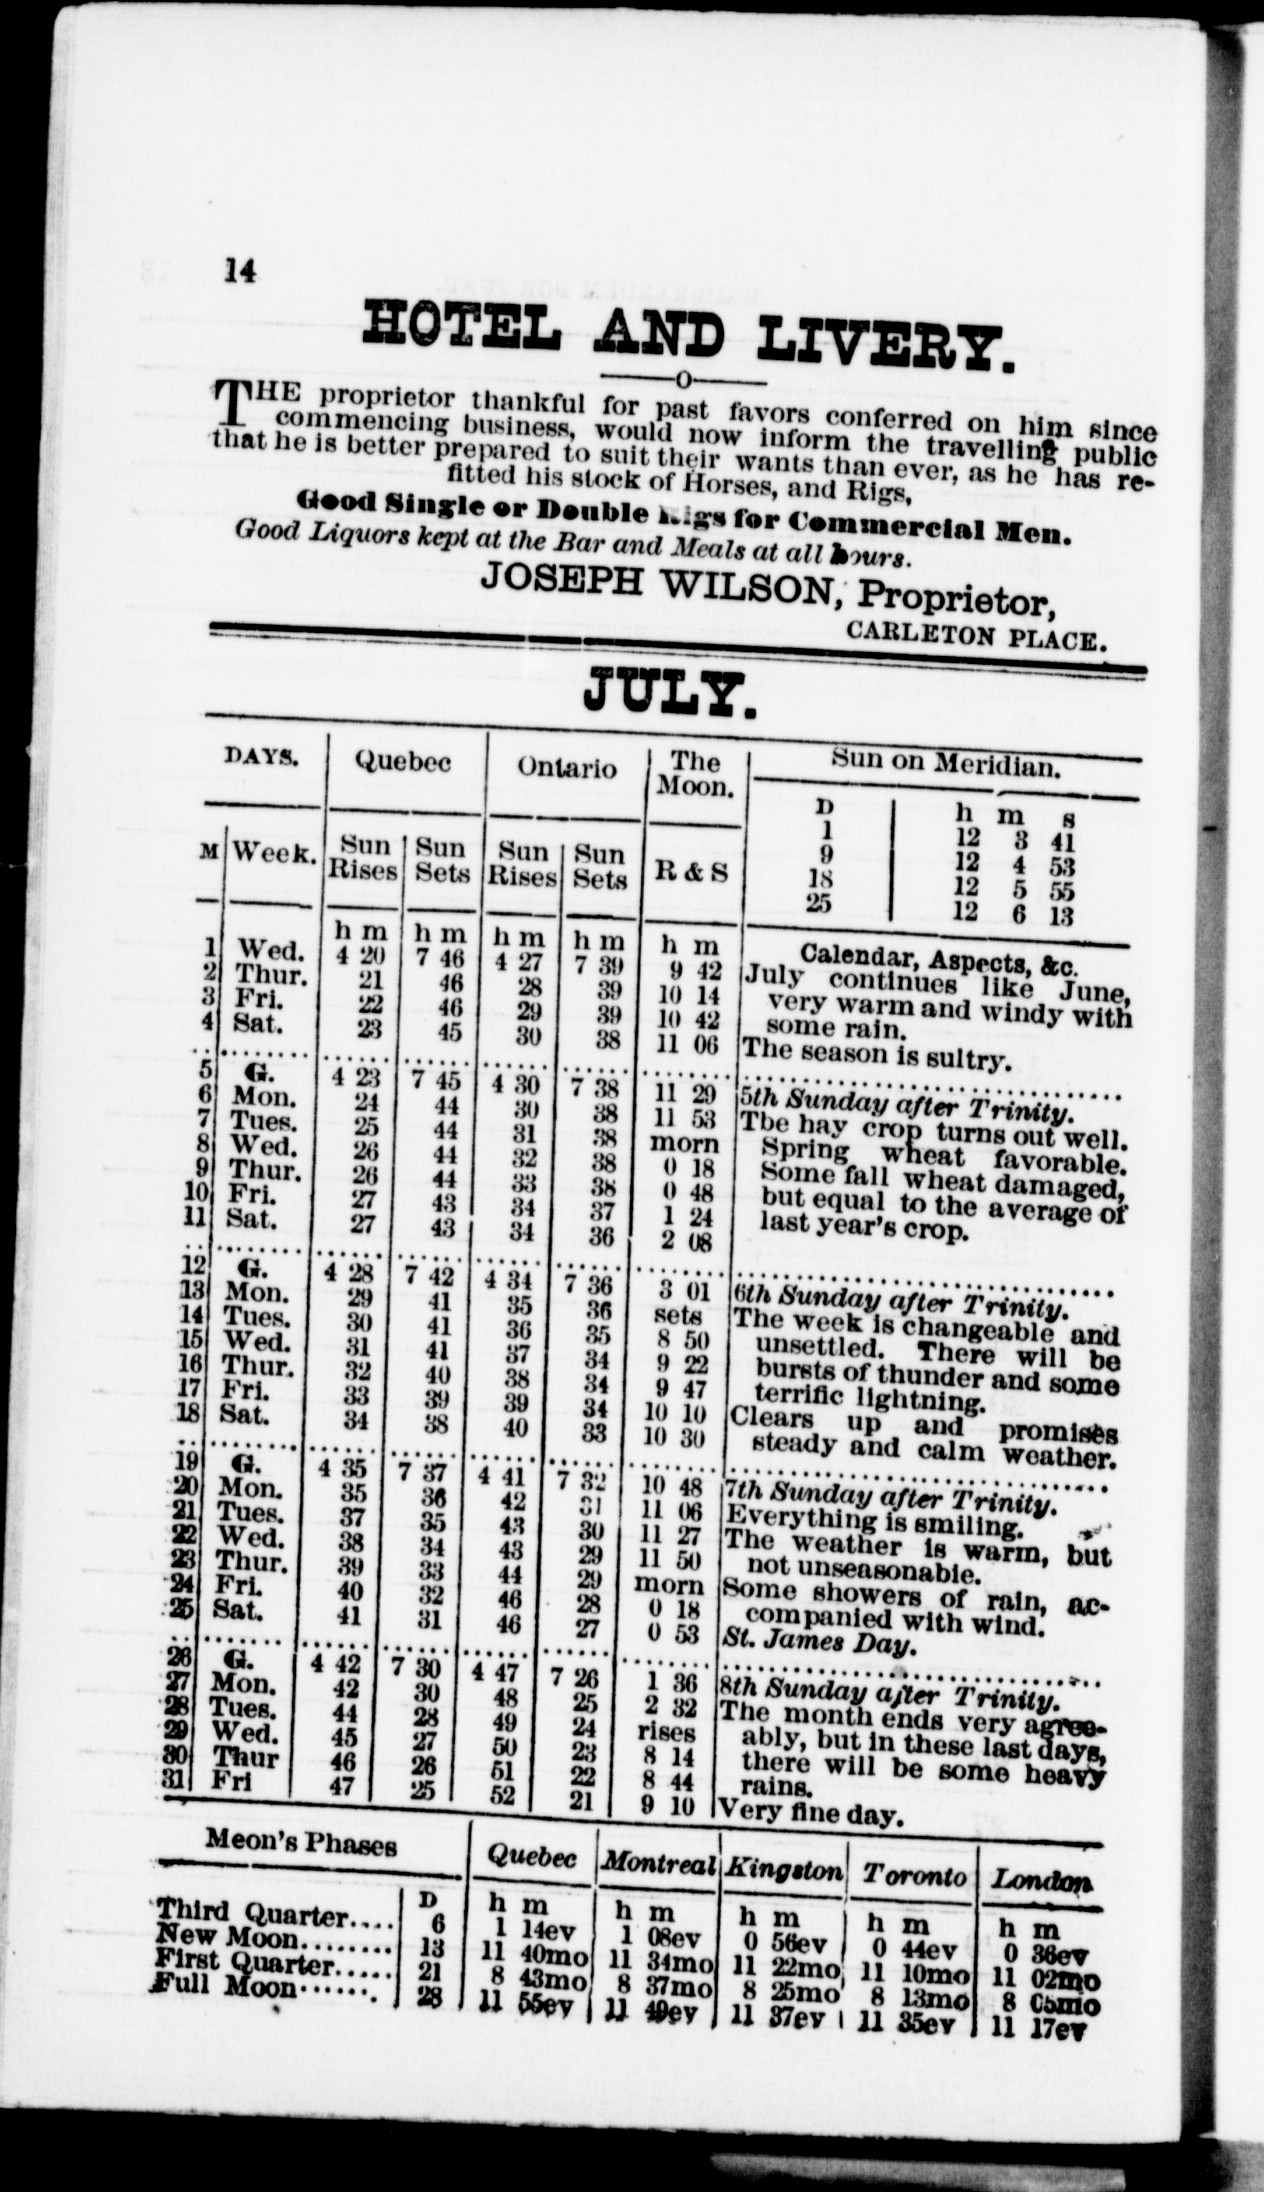 14
HOTEL AND LIVERY.
———o———
THE proprietor thankful for past favors conferred on him since
commencing business, would now inform the travelling public
that he is better prepared to suit their wants than ever, as he has re-
fitted his stock of Horses, and Rigs,
Good Single or Double Rigs for Commercial Men.
Good Liquors kept at the Bar and Meals at all hours.
JOSEPH WILSON, Proprietor,
CARLETON PLACE.
JULY.
DAYS. Quebec Ontario The Moon. Sun on Meridian.
D h m s
1 12 3 41
9 12 4 53
18 12 5 55
25 12 6 13
M Week. Sun Rises Sun Sets Sun Rises Sun Sets R & S
h m h m h m h m h m Calendar, Aspects, &c.
1 Wed. 4 20 7 46 4 27 7 39 9 42 July continues like June,
2 Thur. 21 46 28 39 10 14 very warm and windy with
3 Fri. 22 46 29 39 10 42 some rain.
4 Sat. 23 45 30 38 11 06 The season is sultry.
5 G. 4 23 7 45 4 30 7 38 11 29 5th Sunday after Trinity.
6 Mon. 24 44 30 38 11 53 Tbe hay crop turns out well.
7 Tues. 25 44 31 38 morn Spring wheat favorable.
8 Wed. 26 44 32 38 0 18 Some fall wheat damaged,
9 Thur. 26 44 33 38 0 48 but equal to the average of
10 Fri. 27 43 34 37 1 24 last year's crop.
11 Sat. 27 43 34 36 2 08
12 G. 4 28 7 42 4 34 7 36 3 01 6th Sunday after Trinity.
13 Mon. 29 41 35 36 sets The week is changeable and
14 Tues. 30 41 36 35 8 50 unsettled. There will be
15 Wed. 31 41 37 34 9 22 bursts of thunder and some
16 Thur. 32 40 38 34 9 47 terrific lightning.
17 Fri. 33 39 39 34 10 10 Clears up and promises
18 Sat. 34 38 40 33 10 30 steady and calm weather.
19 G. 4 35 7 37 4 41 7 32 10 48 7th Sunday after Trinity.
20 Mon. 35 36 42 31 11 06 Everything is smiling.
21 Tues. 37 35 43 30 11 27 The weather is warm, but
22 Wed. 38 34 43 29 11 50 not unseasonable.
23 Thur. 39 33 44 29 morn Some showers of rain, ac-
24 Fri. 40 32 46 28 0 18 companied with wind.
25 Sat. 41 31 46 27 0 53 St. James Day.
26 G. 4 42 7 30 4 47 7 26 1 36 8th Sunday after Trinity.
27 Mon. 42 30 48 25 2 32 The month ends very agree-
28 Tues. 44 28 49 24 rises ably, but in these last days,
29 Wed. 45 27 50 23 8 14 there will be some heavy
30 Thur 46 26 51 22 8 44 rains.
31 Fri 47 25 52 21 9 10 Very fine day.
Meon's Phases Quebec Montreal Kingston Toronto London
D h m h m h m h m h m
Third Quarter.... 6 1 14ev 1 08ev 0 56ev 0 44ev 0 36ev
New Moon........ 13 11 40mo 11 34mo 11 22mo 11 10mo 11 02mo
First Quarter..... 21 8 43mo 8 37mo 8 25mo 8 13mo 8 05mo
Full Moon....... 28 11 55ev 11 49ev 11 37ev 11 35ev 11 17ev